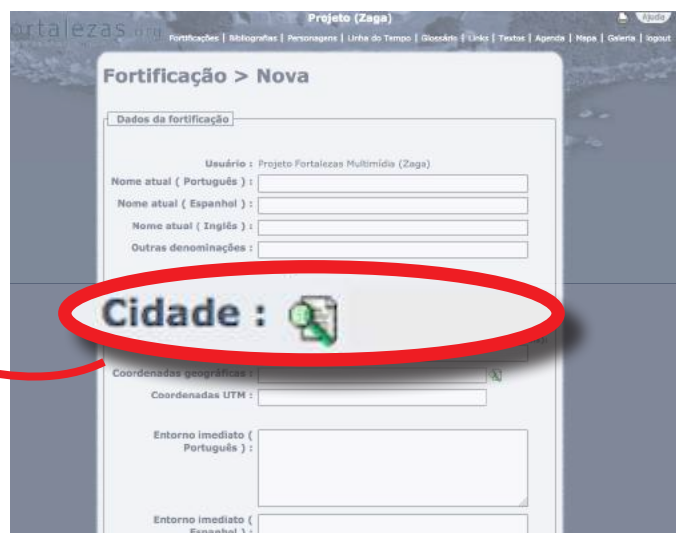 Projeto (Zaga)
Ajuda
ortalezas.org
Fortificações | Bibliografias | Personagens | Linha do Tempo | Glossário | Links | Textos | Agenda | Mapa | Galeria | logout
Fortificação > Nova
Dados da fortificação
Usuário : Projeto Fortalezas Multimídia (Zaga)
Nome atual ( Português ) :
Nome atual ( Espanhol ) :
Nome atual ( Inglês ) :
Outras denominações :
Cidade :
Coordenadas geográficas :
Coordenadas UTM :
Entorno imediato (
Português ) :
Entorno imediato (
Espanhol ) :